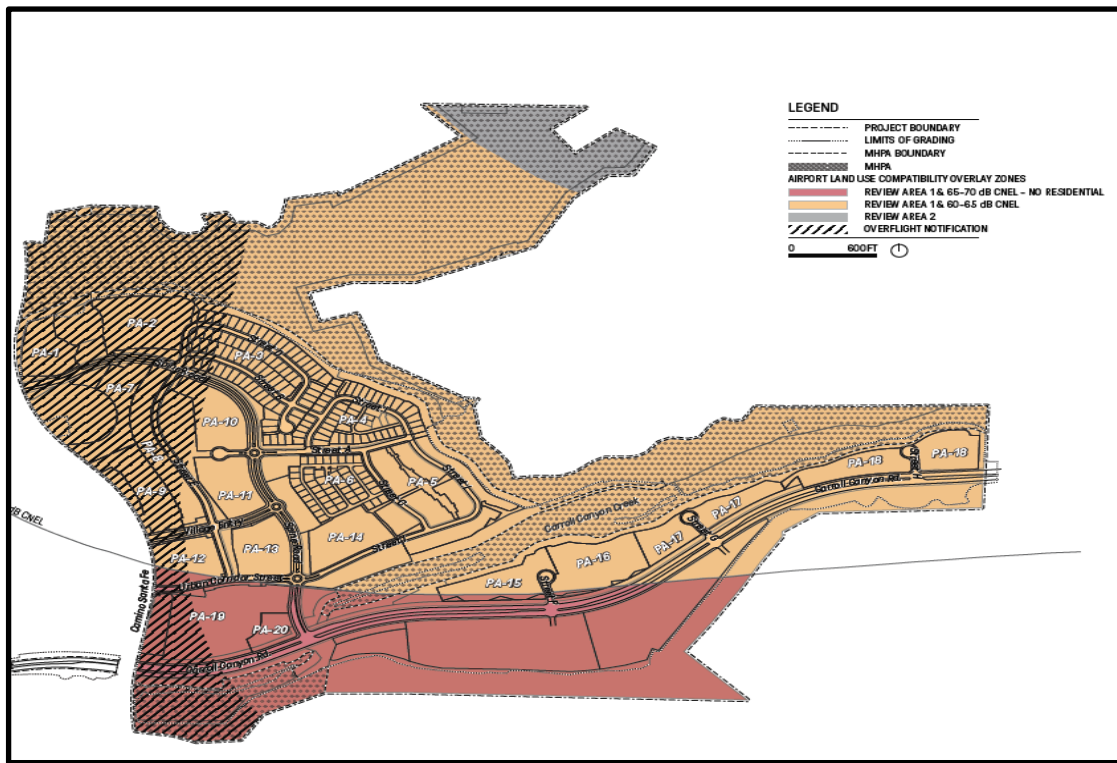 LEGEND
PROJECT BOUNDARY
LIMITS OF GRADING
MHPA BOUNDARY
MHPA
AIRPORT LAND USE COMPATIBILITY OVERLAY ZONES
REVIEW AREA 1 & 65-70 dB CNEL - NO RESIDENTIAL
REVIEW AREA 1 & 60-65 dB CNEL
REVIEW AREA 2
OVERFLIGHT NOTIFICATION
0 600FT
PA-1
PA-2
PA-3
PA-7
PA-4
PA-10
Street A
PA-18
PA-18
PA-8
PA-6
PA-5
PA-9
PA-11
PA-17
Carroll Canyon Rd.
Carroll Canyon Creek
dB CNEL
Village Entry
PA-13
PA-14
PA-12
PA-17
PA-16
PA-15
Urban Corridor Street
Camino Santa Fe
PA-19
PA-20
Carroll Canyon Rd.